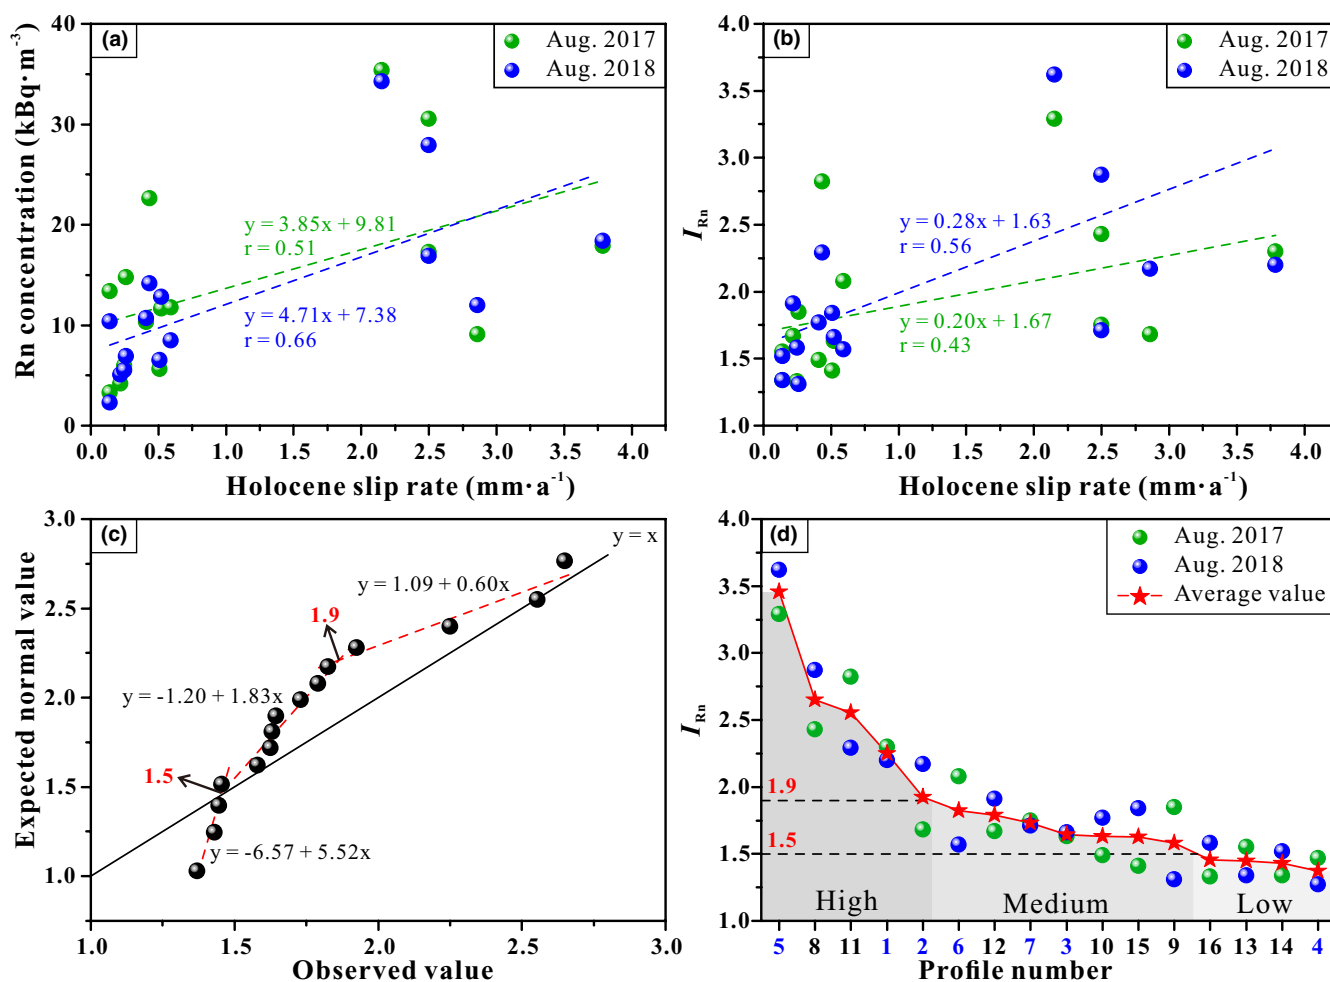 (a)
Aug. 2017
Aug. 2018
Rn concentration (kBq·m⁻³)
40
30
20
10
0
y = 3.85x + 9.81
r = 0.51
y = 4.71x + 7.38
r = 0.66
0.0 0.5 1.0 1.5 2.0 2.5 3.0 3.5 4.0
Holocene slip rate (mm·a⁻¹)
(b)
Aug. 2017
Aug. 2018
I_Rn
4.0
3.5
3.0
2.5
2.0
1.5
1.0
y = 0.28x + 1.63
r = 0.56
y = 0.20x + 1.67
r = 0.43
0.0 0.5 1.0 1.5 2.0 2.5 3.0 3.5 4.0
Holocene slip rate (mm·a⁻¹)
(c)
Expected normal value
3.0
2.5
2.0
1.5
1.0
y = x
y = 1.09 + 0.60x
1.9
y = -1.20 + 1.83x
1.5
y = -6.57 + 5.52x
1.0 1.5 2.0 2.5 3.0
Observed value
(d)
Aug. 2017
Aug. 2018
Average value
I_Rn
4.0
3.5
3.0
2.5
2.0
1.5
1.0
1.9
1.5
High Medium Low
5 8 11 1 2 6 12 7 3 10 15 9 16 13 14 4
Profile number